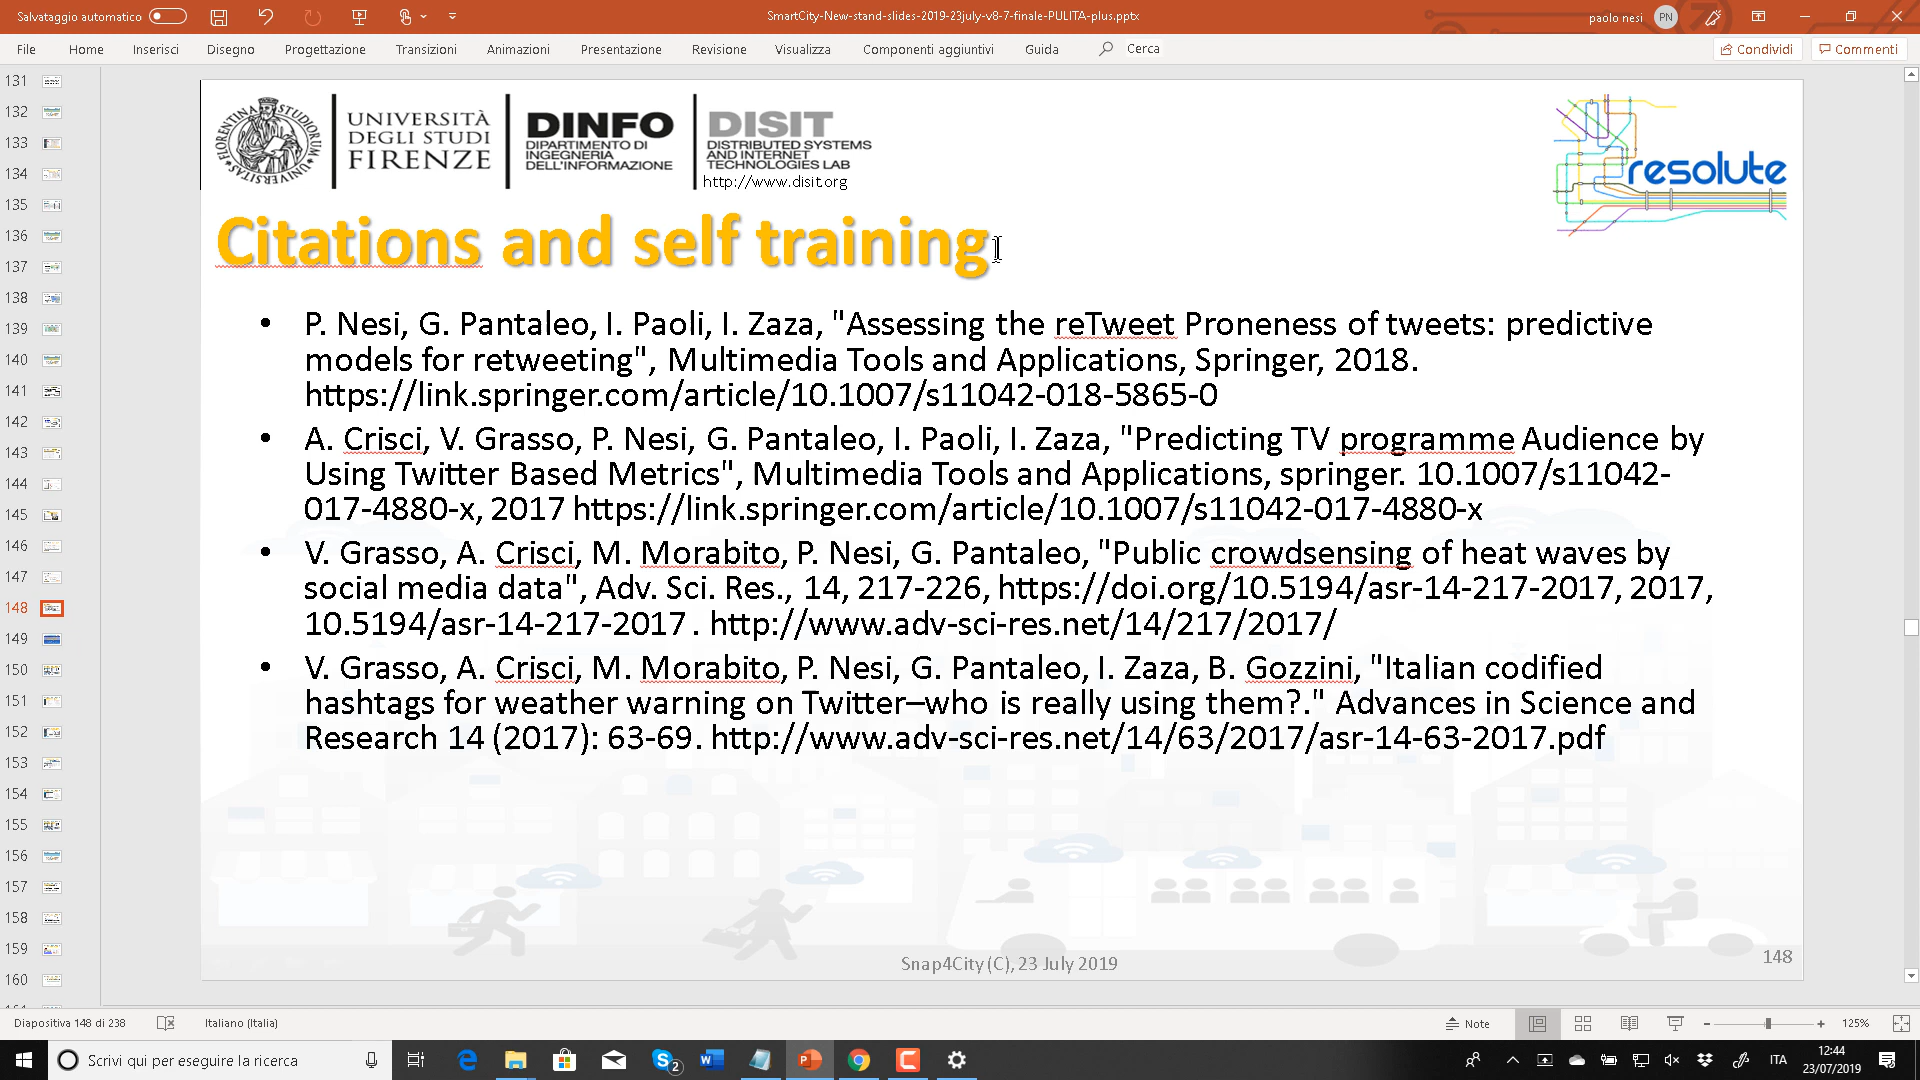 Salvataggio automatico
SmartCity-New-stand-slides-2019-23july-v8-7-finale-PULITA-plus.pptx
paolo nesi PN
File Home Inserisci Disegno Progettazione Transizioni Animazioni Presentazione Revisione Visualizza Componenti aggiuntivi Guida Cerca Condividi Commenti
131
132
133
134
135
136
137
138
139
140
141
142
143
144
145
146
147
148
149
150
151
152
153
154
155
156
157
158
159
160
UNIVERSITÀ
DEGLI STUDI
FIRENZE
DINFO
DIPARTIMENTO DI
INGEGNERIA
DELL'INFORMAZIONE
DISIT
DISTRIBUTED SYSTEMS
AND INTERNET
TECHNOLOGIES LAB
http://www.disit.org
resolute
Citations and self training
• P. Nesi, G. Pantaleo, I. Paoli, I. Zaza, "Assessing the reTweet Proneness of tweets: predictive
models for retweeting", Multimedia Tools and Applications, Springer, 2018.
https://link.springer.com/article/10.1007/s11042-018-5865-0
• A. Crisci, V. Grasso, P. Nesi, G. Pantaleo, I. Paoli, I. Zaza, "Predicting TV programme Audience by
Using Twitter Based Metrics", Multimedia Tools and Applications, springer. 10.1007/s11042-
017-4880-x, 2017 https://link.springer.com/article/10.1007/s11042-017-4880-x
• V. Grasso, A. Crisci, M. Morabito, P. Nesi, G. Pantaleo, "Public crowdsensing of heat waves by
social media data", Adv. Sci. Res., 14, 217-226, https://doi.org/10.5194/asr-14-217-2017, 2017,
10.5194/asr-14-217-2017 . http://www.adv-sci-res.net/14/217/2017/
• V. Grasso, A. Crisci, M. Morabito, P. Nesi, G. Pantaleo, I. Zaza, B. Gozzini, "Italian codified
hashtags for weather warning on Twitter–who is really using them?." Advances in Science and
Research 14 (2017): 63-69. http://www.adv-sci-res.net/14/63/2017/asr-14-63-2017.pdf
Snap4City (C), 23 July 2019
148
Diapositiva 148 di 238
Italiano (Italia)
Note
125%
Scrivi qui per eseguire la ricerca
2
ITA
12:44
23/07/2019